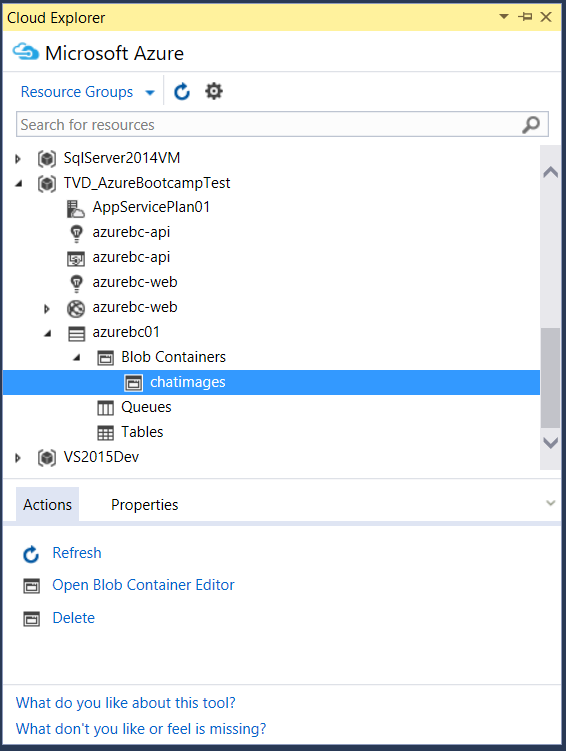 Cloud Explorer
Microsoft Azure
Resource Groups
Search for resources
SqlServer2014VM
TVD_AzureBootcampTest
AppServicePlan01
azurebc-api
azurebc-api
azurebc-web
azurebc-web
azurebc01
Blob Containers
chatimages
Queues
Tables
VS2015Dev
Actions Properties
Refresh
Open Blob Container Editor
Delete
What do you like about this tool?
What don't you like or feel is missing?